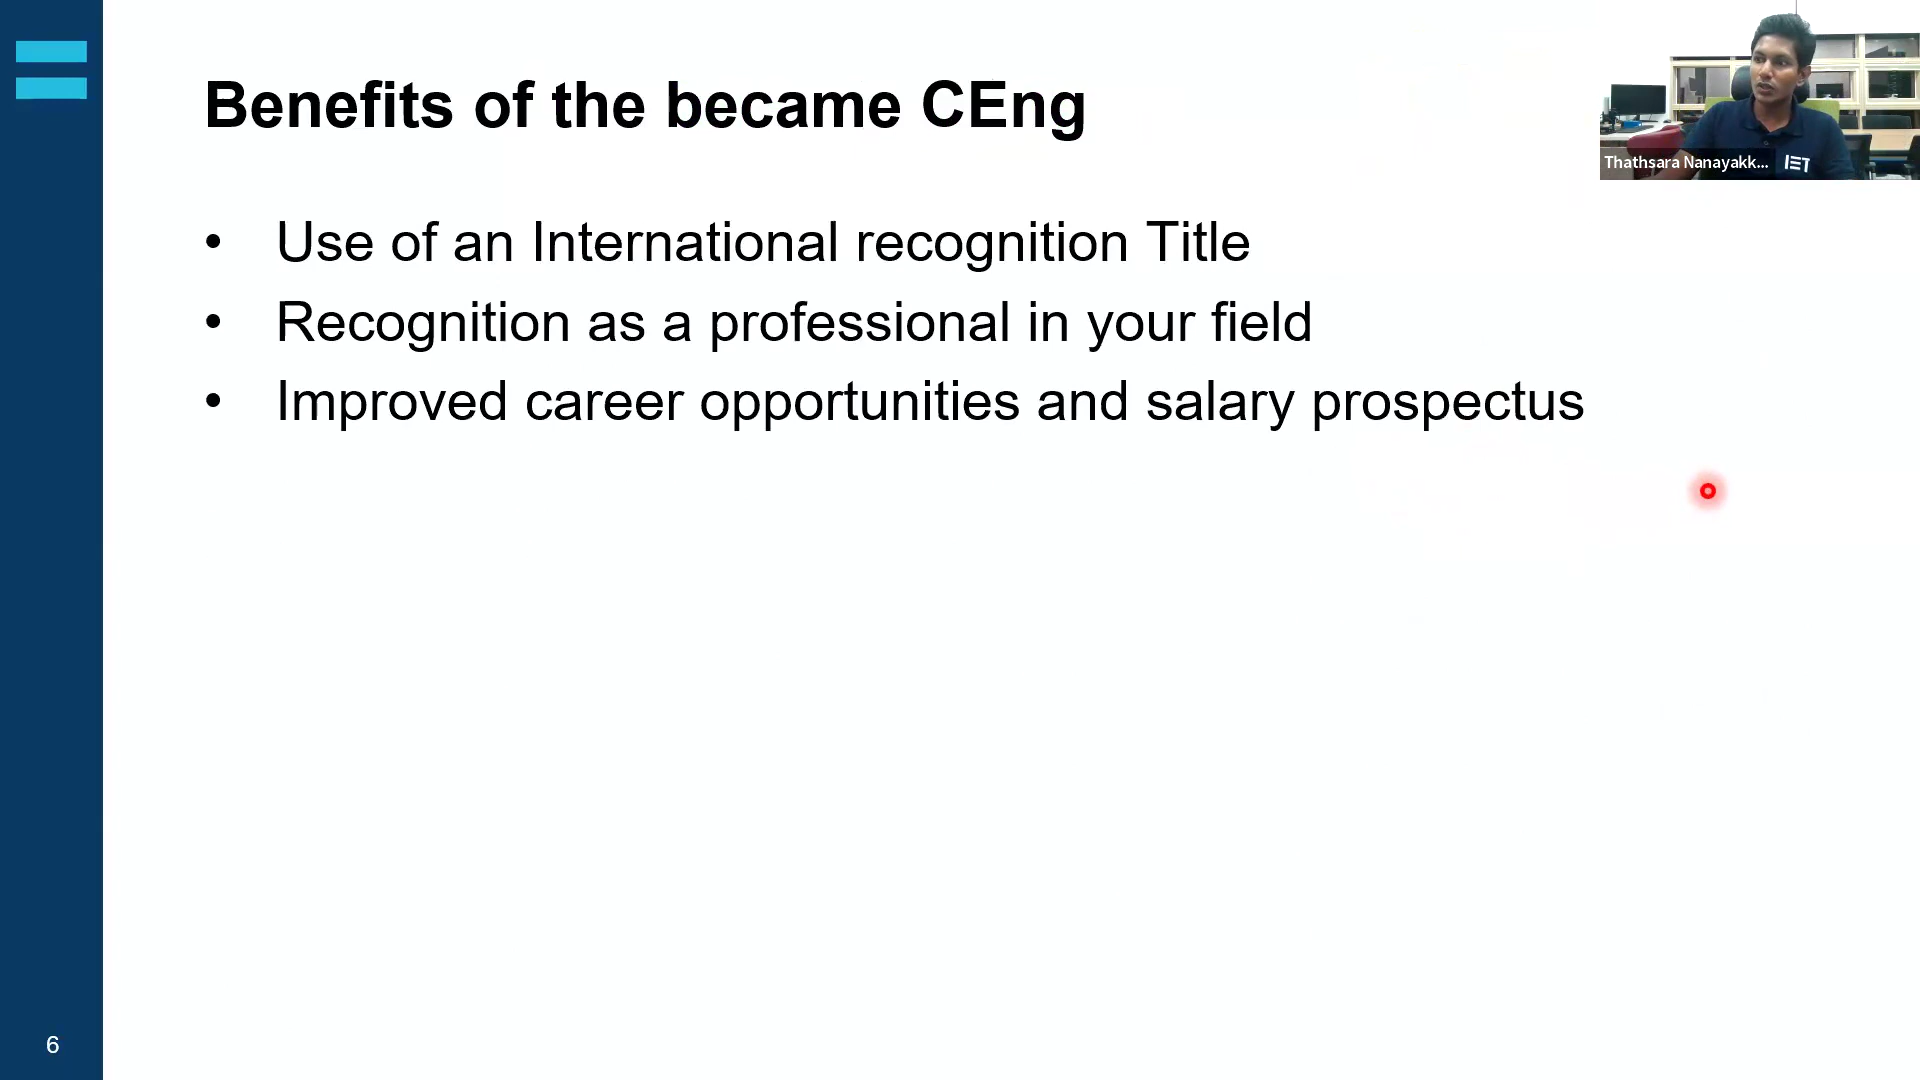 Benefits of the became CEng
• Use of an International recognition Title
• Recognition as a professional in your field
• Improved career opportunities and salary prospectus
Thathsara Nanayakk...
IET
6